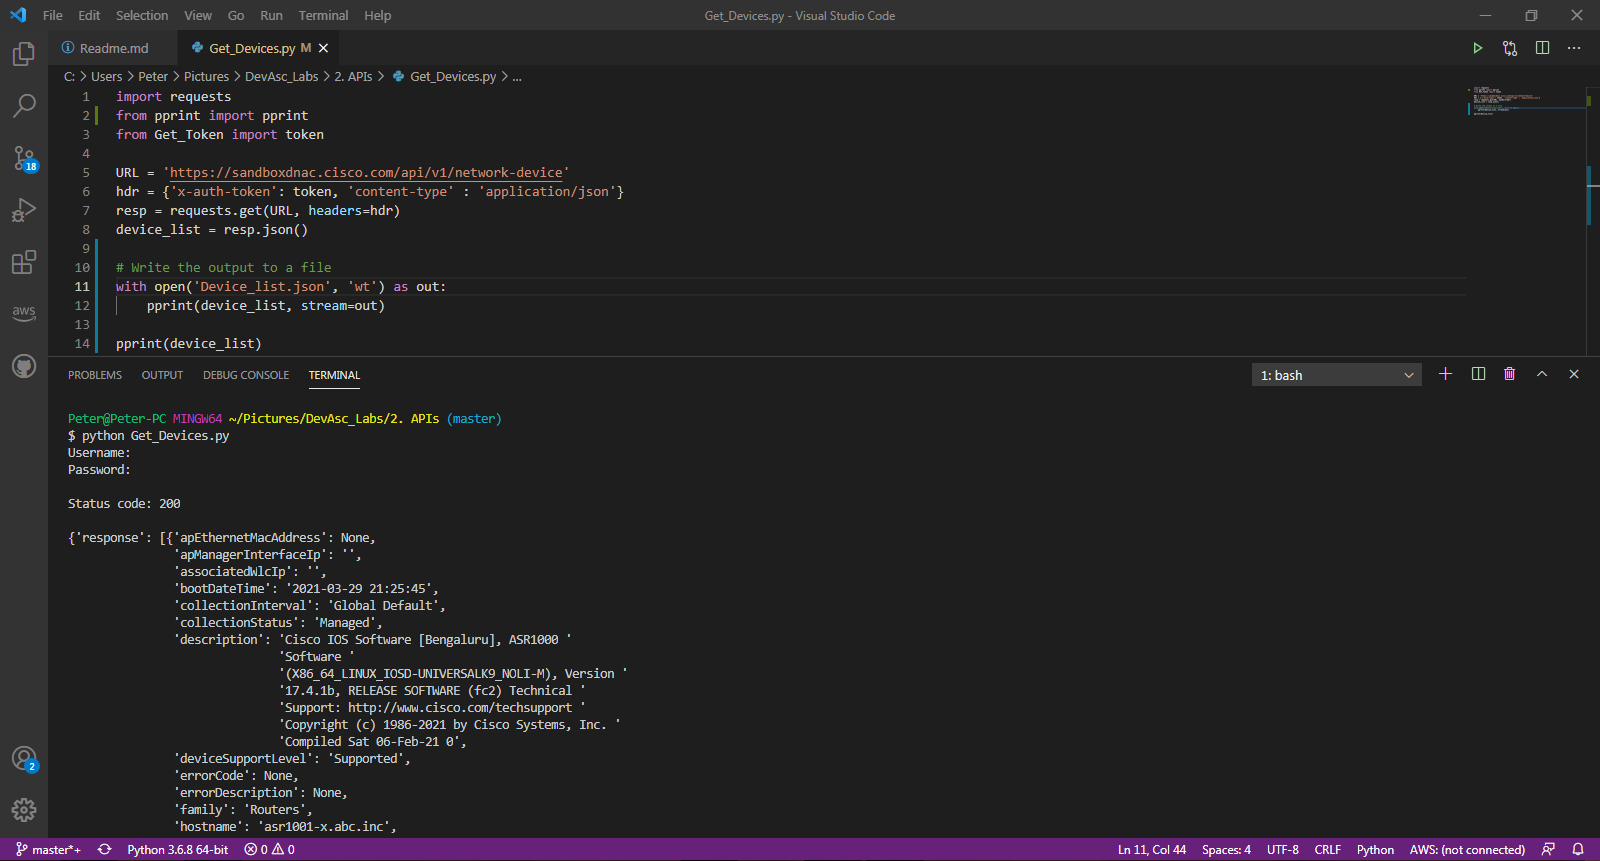 File Edit Selection View Go Run Terminal Help Get_Devices.py - Visual Studio Code
Readme.md Get_Devices.py M
C: > Users > Peter > Pictures > DevAsc_Labs > 2. APIs > Get_Devices.py > ...
1 import requests
2 from pprint import pprint
3 from Get_Token import token
4
5 URL = 'https://sandboxdnac.cisco.com/api/v1/network-device'
6 hdr = {'x-auth-token': token, 'content-type' : 'application/json'}
7 resp = requests.get(URL, headers=hdr)
8 device_list = resp.json()
9
10 # Write the output to a file
11 with open('Device_list.json', 'wt') as out:
12     pprint(device_list, stream=out)
13
14 pprint(device_list)
18
aws
PROBLEMS OUTPUT DEBUG CONSOLE TERMINAL 1: bash
Peter@Peter-PC MINGW64 ~/Pictures/DevAsc_Labs/2. APIs (master)
$ python Get_Devices.py
Username:
Password:
Status code: 200
{'response': [{'apEthernetMacAddress': None,
'apManagerInterfaceIp': '',
'associatedWlcIp': '',
'bootDateTime': '2021-03-29 21:25:45',
'collectionInterval': 'Global Default',
'collectionStatus': 'Managed',
'description': 'Cisco IOS Software [Bengaluru], ASR1000 '
'Software '
'(X86_64_LINUX_IOSD-UNIVERSALK9_NOLI-M), Version '
'17.4.1b, RELEASE SOFTWARE (fc2) Technical '
'Support: http://www.cisco.com/techsupport '
'Copyright (c) 1986-2021 by Cisco Systems, Inc. '
'Compiled Sat 06-Feb-21 0',
'deviceSupportLevel': 'Supported',
'errorCode': None,
'errorDescription': None,
'family': 'Routers',
'hostname': 'asr1001-x.abc.inc',
2
master*+ Python 3.6.8 64-bit 0 0 Ln 11, Col 44 Spaces: 4 UTF-8 CRLF Python AWS: (not connected)